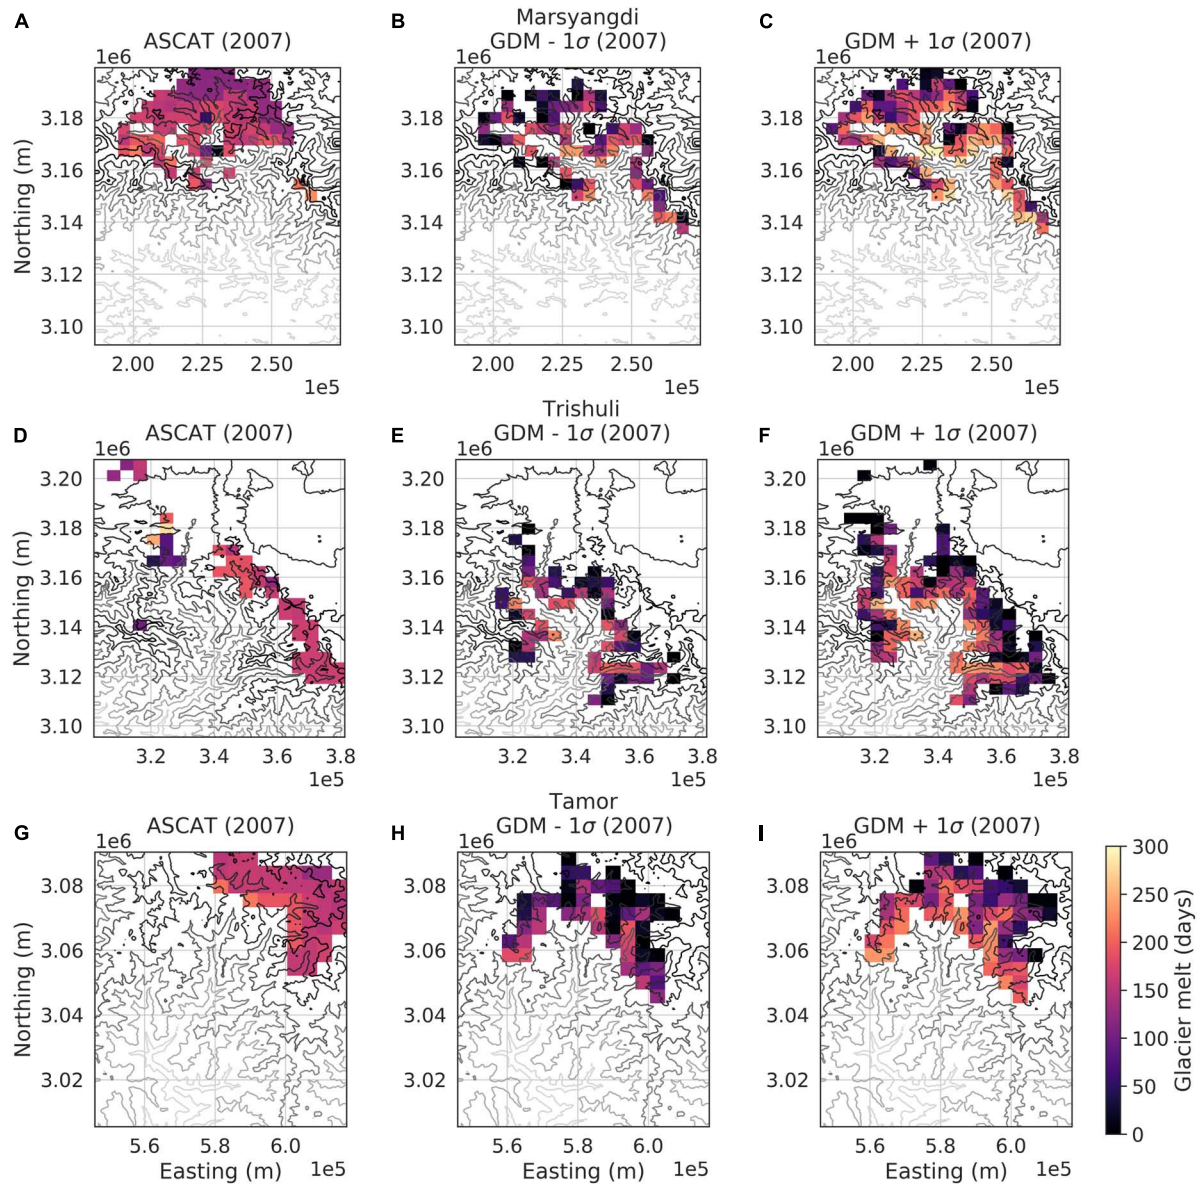 Marsyangdi
A B C
ASCAT (2007) GDM - 1σ (2007) GDM + 1σ (2007)
1e6 1e6 1e6
3.18 3.18 3.18
3.16 3.16 3.16
3.14 3.14 3.14
3.12 3.12 3.12
3.10 3.10 3.10
Northing (m)
2.00 2.25 2.50 2.00 2.25 2.50 2.00 2.25 2.50
1e5 1e5 1e5
Trishuli
D E F
ASCAT (2007) GDM - 1σ (2007) GDM + 1σ (2007)
1e6 1e6 1e6
3.20 3.20 3.20
3.18 3.18 3.18
3.16 3.16 3.16
3.14 3.14 3.14
3.12 3.12 3.12
3.10 3.10 3.10
Northing (m)
3.2 3.4 3.6 3.8 3.2 3.4 3.6 3.8 3.2 3.4 3.6 3.8
1e5 1e5 1e5
Tamor
G H I
ASCAT (2007) GDM - 1σ (2007) GDM + 1σ (2007)
1e6 1e6 1e6
3.08 3.08 3.08
3.06 3.06 3.06
3.04 3.04 3.04
3.02 3.02 3.02
Northing (m)
5.6 5.8 6.0 5.6 5.8 6.0 5.6 5.8 6.0
Easting (m) 1e5 Easting (m) 1e5 Easting (m) 1e5
300
250
200
150
100
50
0
Glacier melt (days)